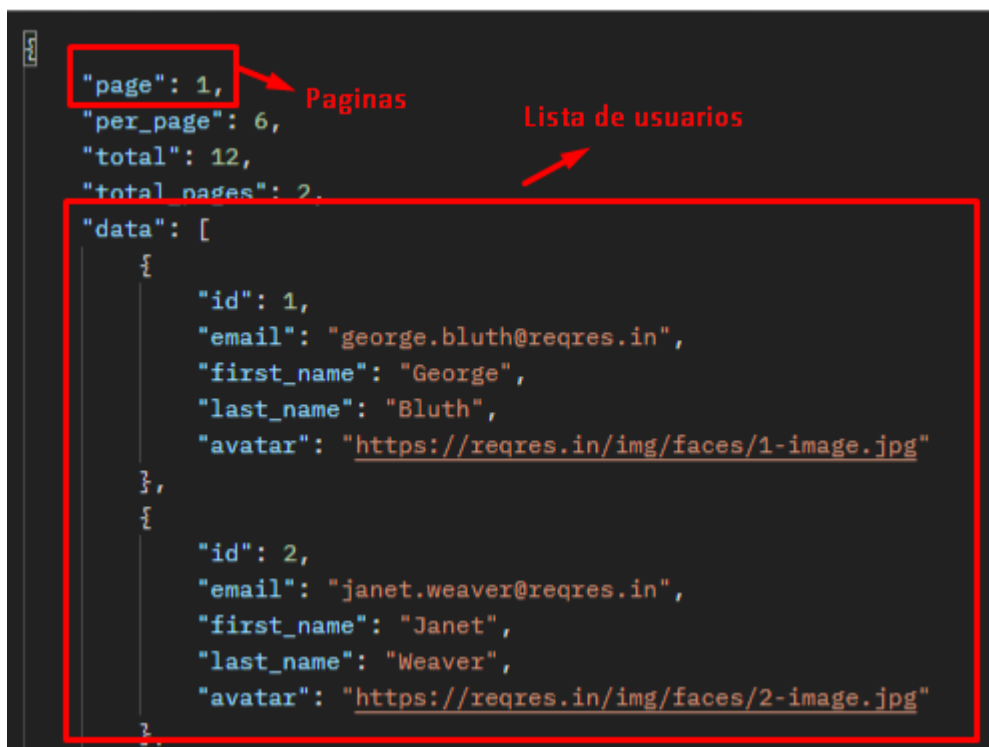 {
"page": 1,
Paginas
"per_page": 6,
Lista de usuarios
"total": 12,
"total_pages": 2,
"data": [
{
"id": 1,
"email": "george.bluth@reqres.in",
"first_name": "George",
"last_name": "Bluth",
"avatar": "https://reqres.in/img/faces/1-image.jpg"
},
{
"id": 2,
"email": "janet.weaver@reqres.in",
"first_name": "Janet",
"last_name": "Weaver",
"avatar": "https://reqres.in/img/faces/2-image.jpg"
},